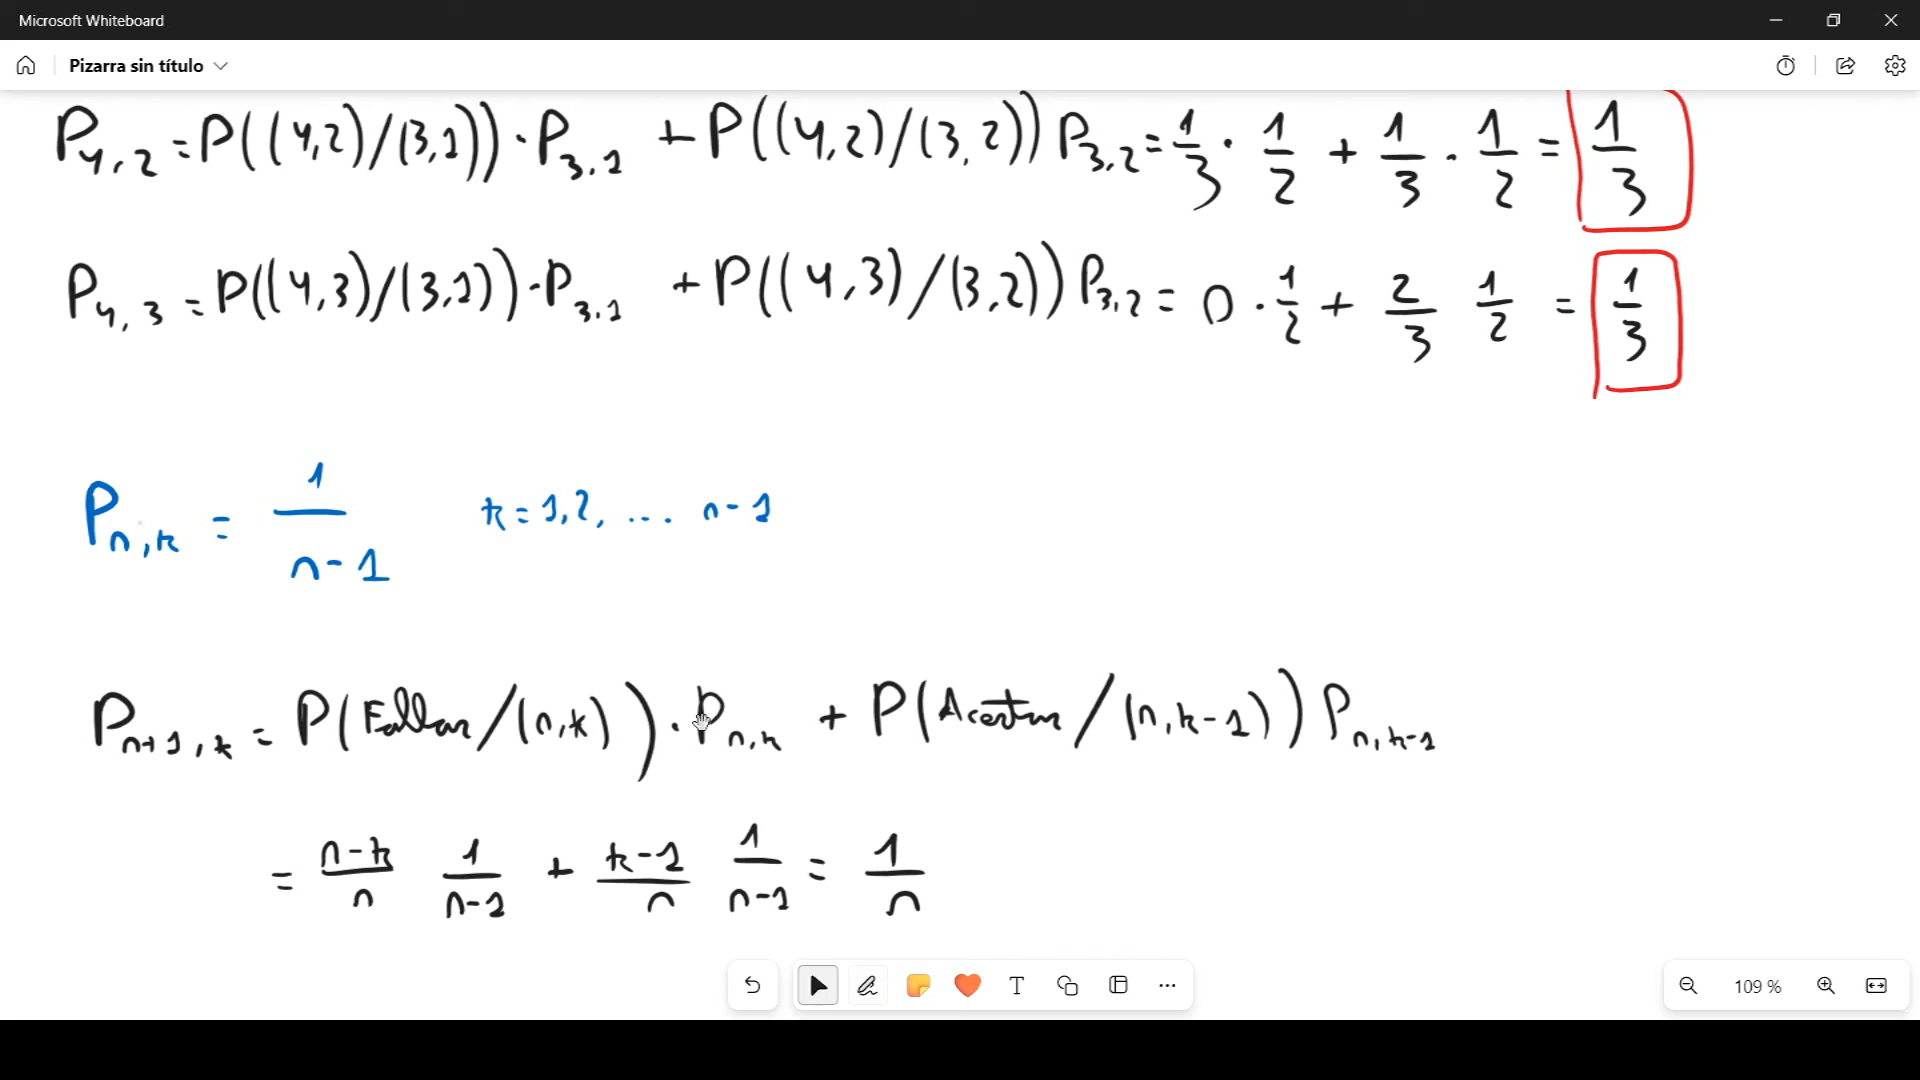 Microsoft Whiteboard
Pizarra sin título
P4,2 = P((4,2)/(3,1)) · P3,1 + P((4,2)/(3,2)) P3,2 = 1/3 · 1/2 + 1/3 · 1/2 = 1/3
P4,3 = P((4,3)/(3,1)) · P3,1 + P((4,3)/(3,2)) P3,2 = 0 · 1/2 + 2/3 1/2 = 1/3
Pn,k = 1/(n-1) k = 1,2, ... n-1
Pn+1,k = P(Fallar/(n,k)) · Pn,k + P(Acertar/(n,k-1)) Pn,k-1
= (n-k)/n 1/(n-1) + (k-1)/n 1/(n-1) = 1/n
109 %